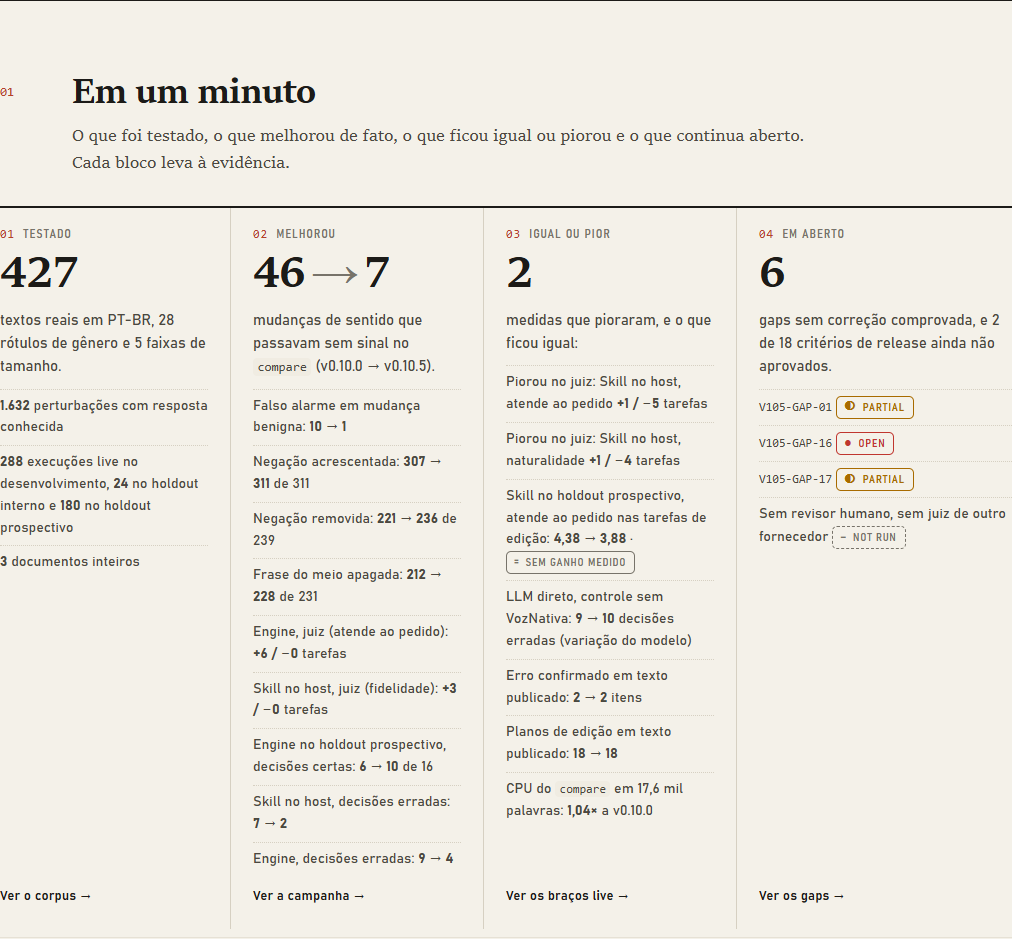 01
Em um minuto
O que foi testado, o que melhorou de fato, o que ficou igual ou piorou e o que continua aberto.
Cada bloco leva à evidência.
01 TESTADO
427
textos reais em PT-BR, 28
rótulos de gênero e 5 faixas de
tamanho.
1.632 perturbações com resposta
conhecida
288 execuções live no
desenvolvimento, 24 no holdout
interno e 180 no holdout
prospectivo
3 documentos inteiros
Ver o corpus →
02 MELHOROU
46 → 7
mudanças de sentido que
passavam sem sinal no
compare (v0.10.0 → v0.10.5).
Falso alarme em mudança
benigna: 10 → 1
Negação acrescentada: 307 →
311 de 311
Negação removida: 221 → 236 de
239
Frase do meio apagada: 212 →
228 de 231
Engine, juiz (atende ao pedido):
+6 / −0 tarefas
Skill no host, juiz (fidelidade): +3
/ −0 tarefas
Engine no holdout prospectivo,
decisões certas: 6 → 10 de 16
Skill no host, decisões erradas:
7 → 2
Engine, decisões erradas: 9 → 4
Ver a campanha →
03 IGUAL OU PIOR
2
medidas que pioraram, e o que
ficou igual:
Piorou no juiz: Skill no host,
atende ao pedido +1 / −5 tarefas
Piorou no juiz: Skill no host,
naturalidade +1 / −4 tarefas
Skill no holdout prospectivo,
atende ao pedido nas tarefas de
edição: 4,38 → 3,88 ·
= SEM GANHO MEDIDO
LLM direto, controle sem
VozNativa: 9 → 10 decisões
erradas (variação do modelo)
Erro confirmado em texto
publicado: 2 → 2 itens
Planos de edição em texto
publicado: 18 → 18
CPU do compare em 17,6 mil
palavras: 1,04× a v0.10.0
Ver os braços live →
04 EM ABERTO
6
gaps sem correção comprovada, e 2
de 18 critérios de release ainda não
aprovados.
V105-GAP-01 ◐ PARTIAL
V105-GAP-16 ● OPEN
V105-GAP-17 ◐ PARTIAL
Sem revisor humano, sem juiz de outro
fornecedor – NOT RUN
Ver os gaps →